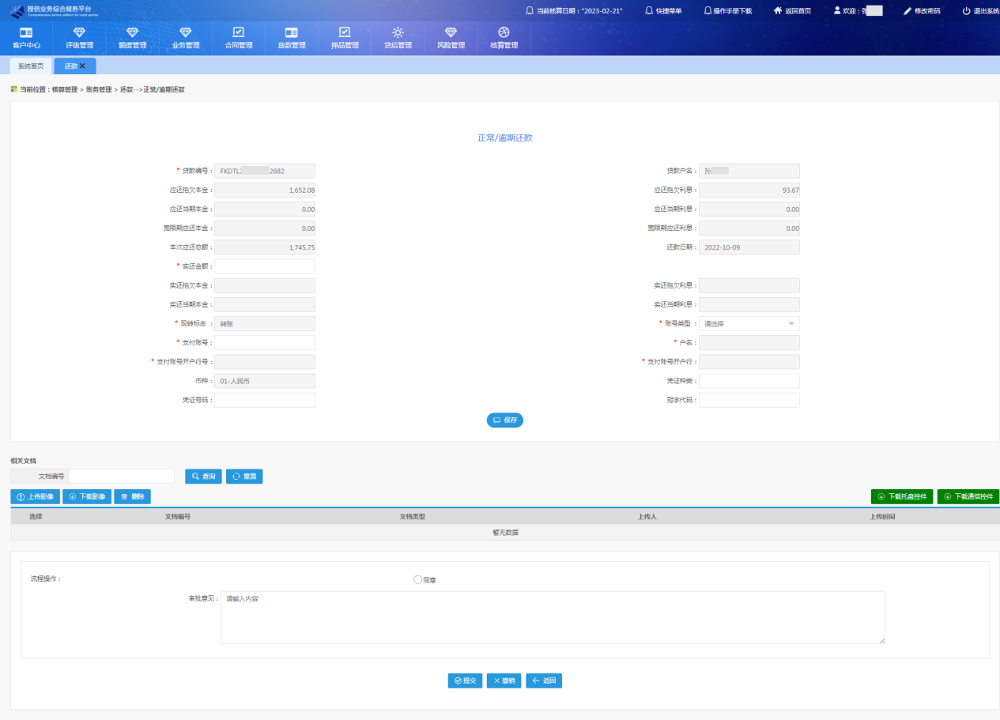 授信业务综合服务平台
Comprehensive service platform for credit service
当前核算日期："2023-02-21" 快捷菜单 操作手册下载 返回首页 欢迎：张 修改密码 退出系统
客户中心 评级管理 额度管理 业务管理 合同管理 放款管理 押品管理 贷后管理 风险管理 核算管理
系统首页 还款 ✕
当前位置：核算管理 > 账务管理 > 还款-->正常/逾期还款
正常/逾期还款
* 贷款编号： FKDTL 2682 贷款户名： 孙
应还拖欠本金： 1,652.08 应还拖欠利息： 93.67
应还当期本金： 0.00 应还当期利息： 0.00
宽限期应还本金： 0.00 宽限期应还利息： 0.00
本次应还总额： 1,745.75 还款日期： 2022-10-09
* 实还金额：
实还拖欠本金： 实还拖欠利息：
实还当期本金： 实还当期利息：
* 现转标志 ： 转账 * 账号类型 ： 请选择
* 支付账号： * 户名：
* 支付账号开户行号： * 支付账号开户行：
币种： 01-人民币 凭证种类：
凭证号码： 冠字代码：
保存
相关文档
文档编号 查询 重置
上传影像 下载影像 删除 下载托盘控件 下载通信控件
选择 文档编号 文档类型 上传人 上传时间
暂无数据
流程操作： 同意
审批意见： 请输入内容
提交 撤销 返回